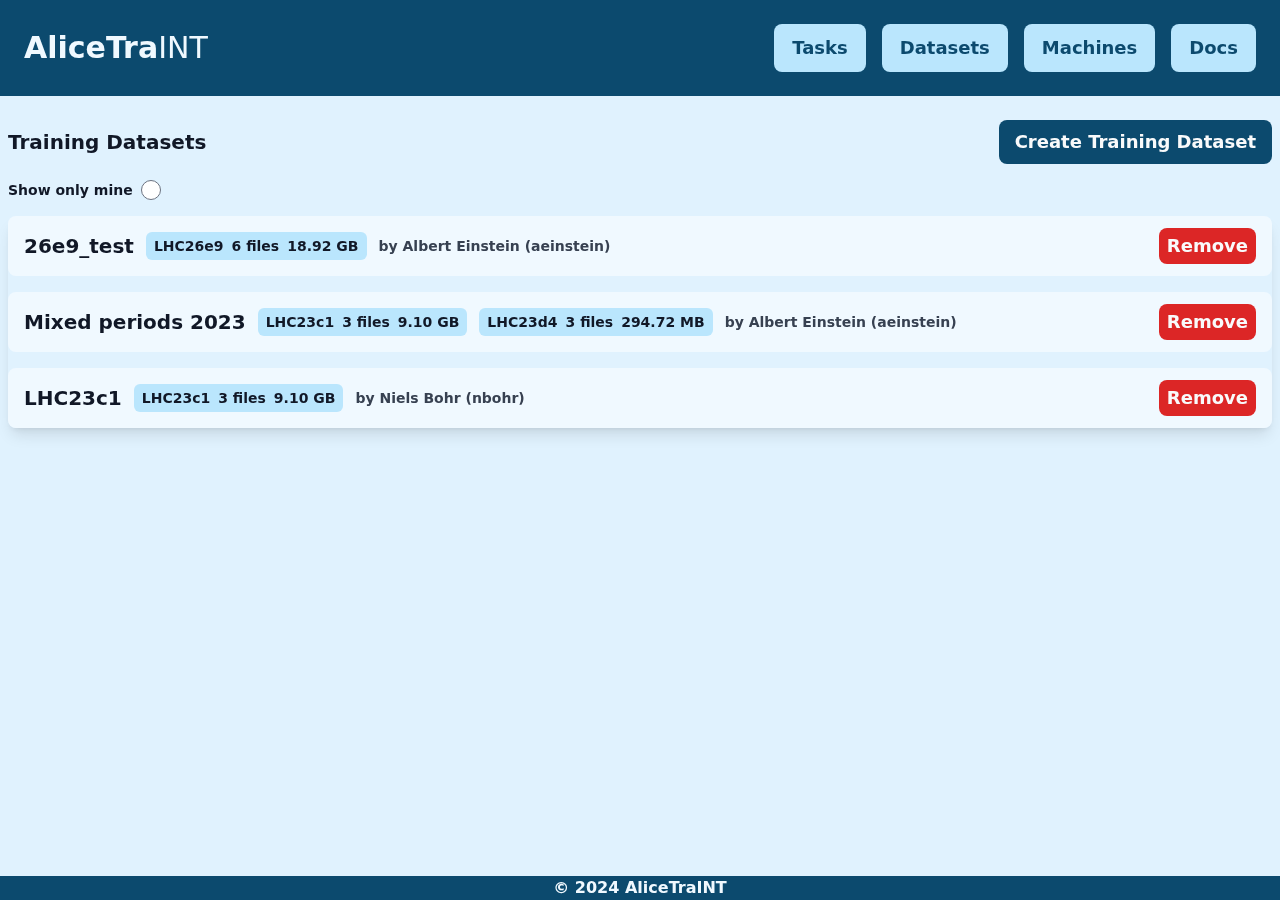 AliceTraINT Tasks Datasets Machines Docs
Training Datasets Create Training Dataset
Show only mine
26e9_test LHC26e9 6 files 18.92 GB by Albert Einstein (aeinstein) Remove
Mixed periods 2023 LHC23c1 3 files 9.10 GB LHC23d4 3 files 294.72 MB by Albert Einstein (aeinstein) Remove
LHC23c1 LHC23c1 3 files 9.10 GB by Niels Bohr (nbohr) Remove
© 2024 AliceTraINT